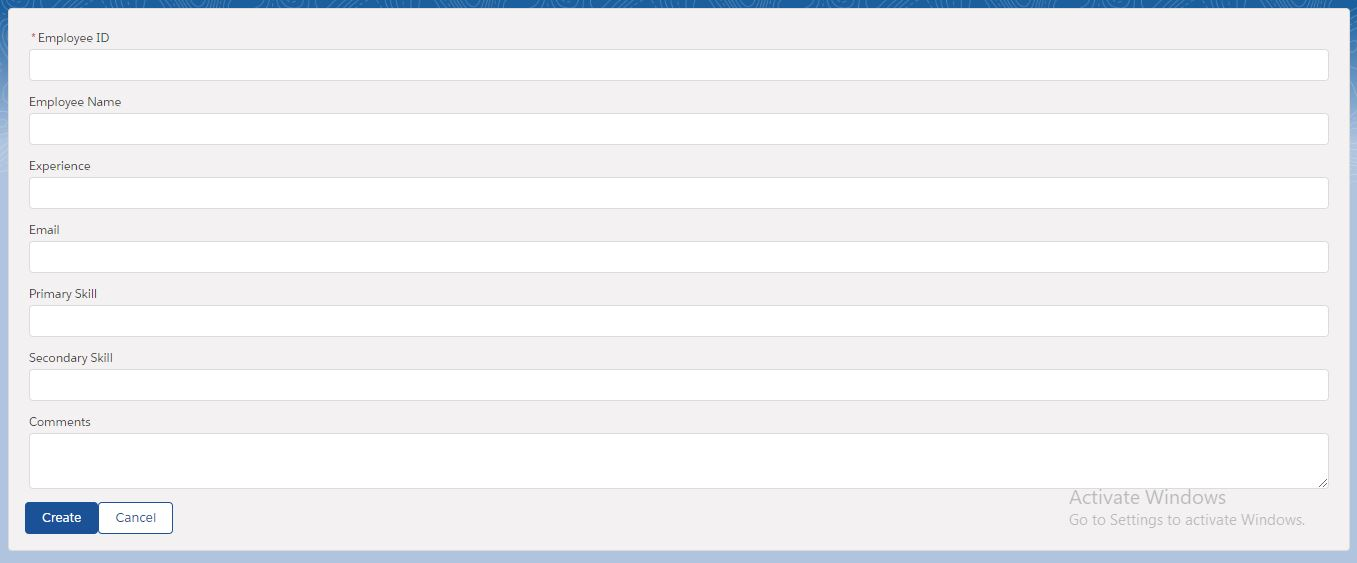 * Employee ID
Employee Name
Experience
Email
Primary Skill
Secondary Skill
Comments
Create Cancel
Activate Windows
Go to Settings to activate Windows.